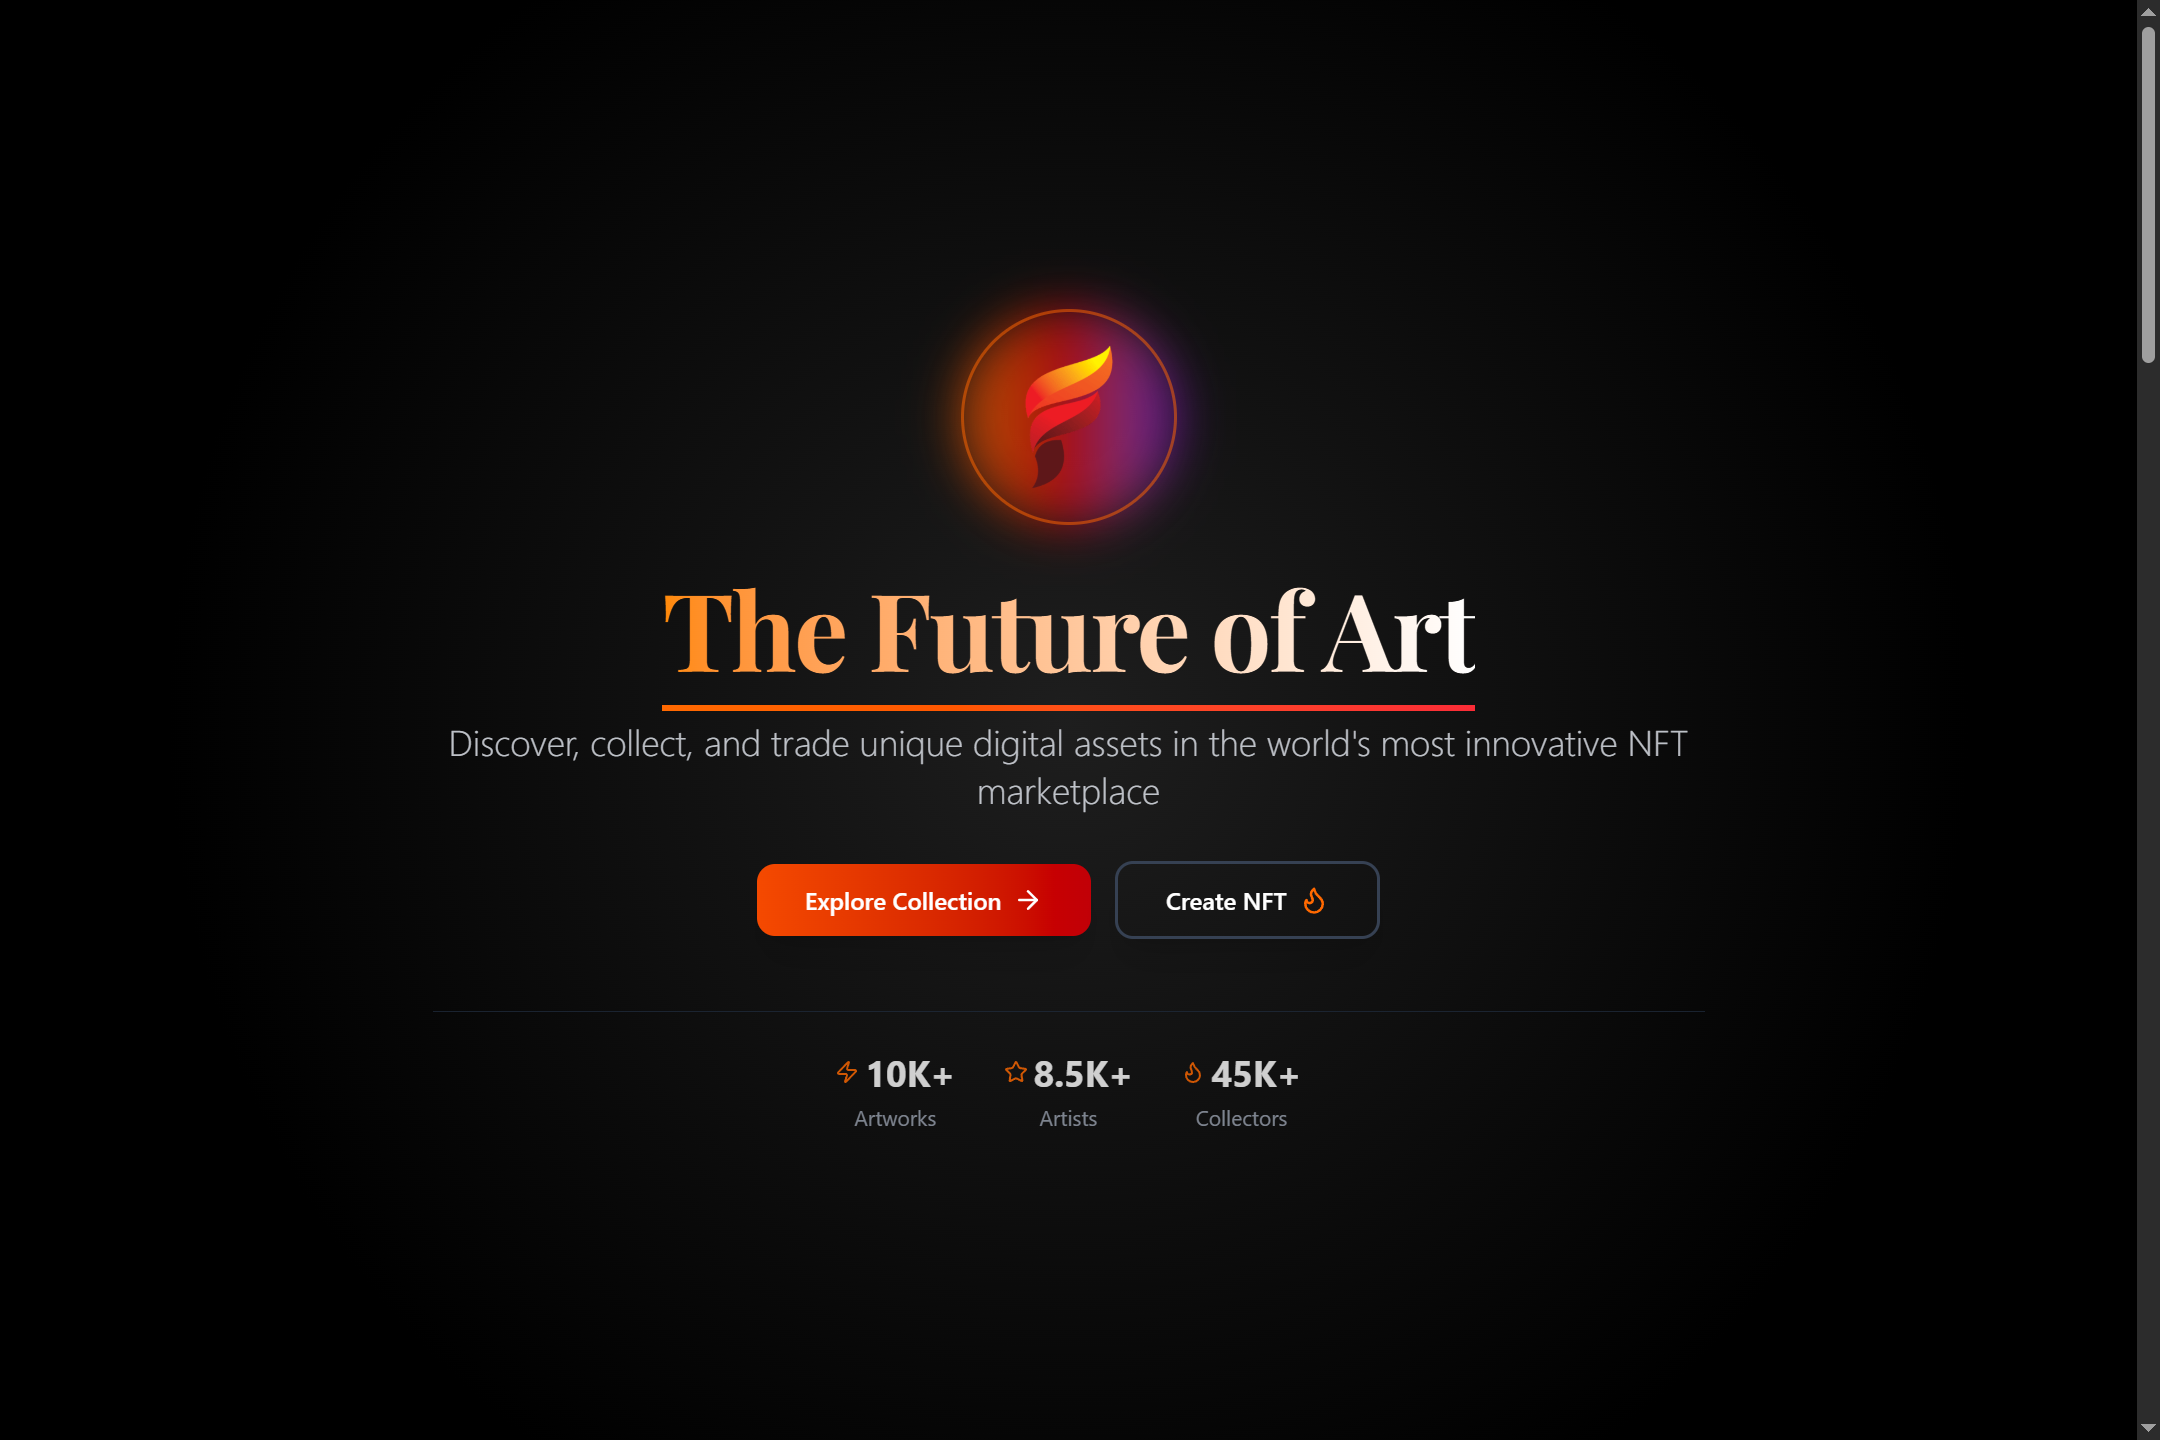 The Future of Art
Discover, collect, and trade unique digital assets in the world's most innovative NFT
marketplace
Explore Collection
Create NFT
10K+
8.5K+
45K+
Artworks
Artists
Collectors